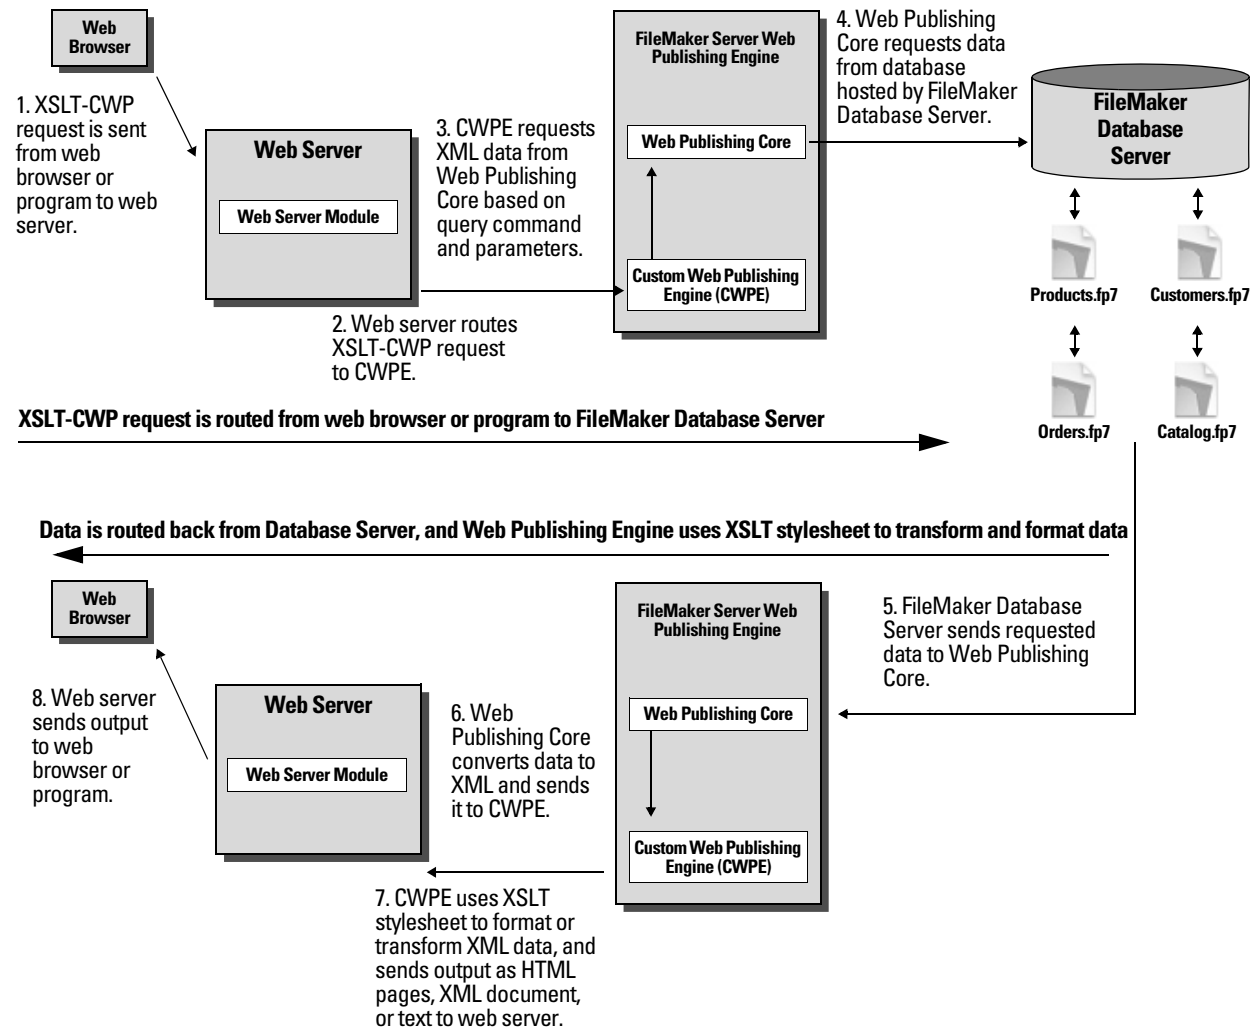 Web
Browser
1. XSLT-CWP
request is sent
from web
browser or
program to web
server.
Web Server
Web Server Module
2. Web server routes
XSLT-CWP request
to CWPE.
3. CWPE requests
XML data from
Web Publishing
Core based on
query command
and parameters.
FileMaker Server Web
Publishing Engine
Web Publishing Core
Custom Web Publishing
Engine (CWPE)
4. Web Publishing
Core requests data
from database
hosted by FileMaker
Database Server.
FileMaker
Database
Server
Products.fp7
Customers.fp7
Orders.fp7
Catalog.fp7
XSLT-CWP request is routed from web browser or program to FileMaker Database Server
Data is routed back from Database Server, and Web Publishing Engine uses XSLT stylesheet to transform and format data
5. FileMaker Database
Server sends requested
data to Web Publishing
Core.
FileMaker Server Web
Publishing Engine
Web Publishing Core
Custom Web Publishing
Engine (CWPE)
6. Web
Publishing Core
converts data to
XML and sends
it to CWPE.
7. CWPE uses XSLT
stylesheet to format or
transform XML data, and
sends output as HTML
pages, XML document,
or text to web server.
Web Server
Web Server Module
8. Web server
sends output
to web
browser or
program.
Web
Browser